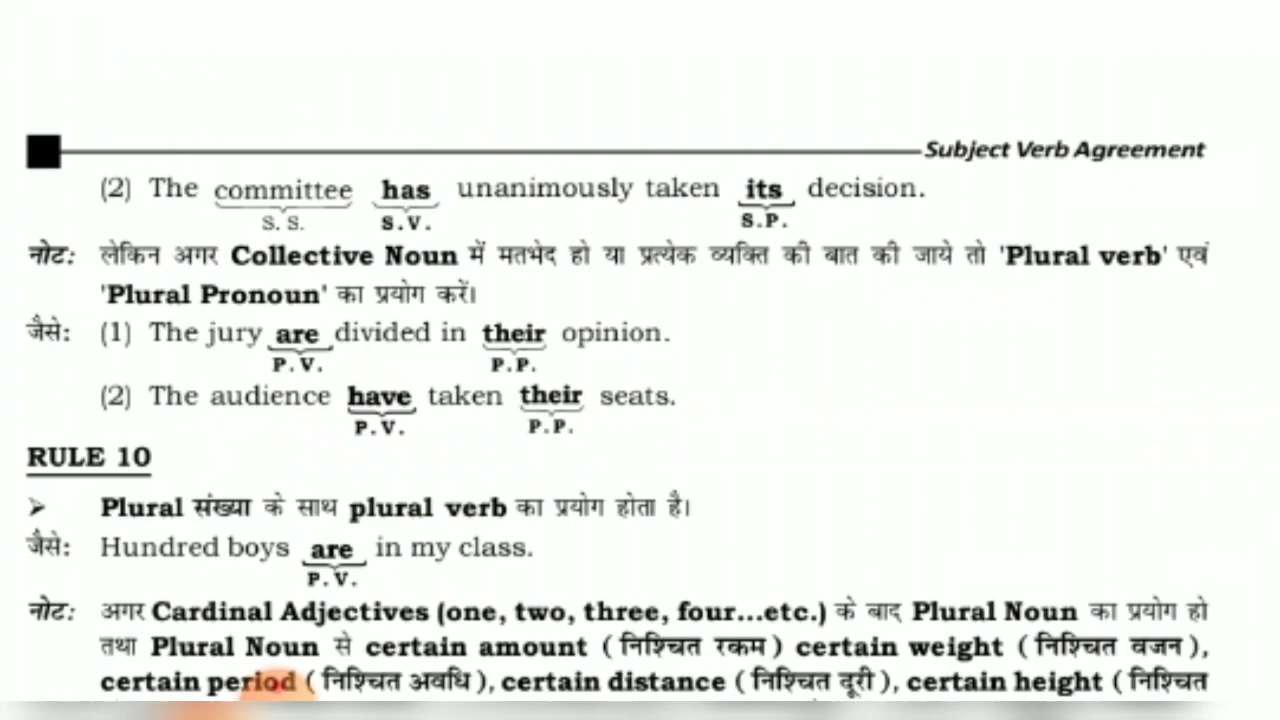 Subject Verb Agreement
(2) The committee has unanimously taken its decision.
S. S. S.V. S.P.
नोट: लेकिन अगर Collective Noun में मतभेद हो या प्रत्येक व्यक्ति की बात की जाये तो 'Plural verb' एवं
'Plural Pronoun' का प्रयोग करें।
जैसे: (1) The jury are divided in their opinion.
P.V. P.P.
(2) The audience have taken their seats.
P.V. P.P.
RULE 10
➢ Plural संख्या के साथ plural verb का प्रयोग होता है।
जैसे: Hundred boys are in my class.
P.V.
नोट: अगर Cardinal Adjectives (one, two, three, four...etc.) के बाद Plural Noun का प्रयोग हो
तथा Plural Noun से certain amount (निश्चित रकम) certain weight (निश्चित वजन),
certain period (निश्चित अवधि), certain distance (निश्चित दूरी), certain height (निश्चित